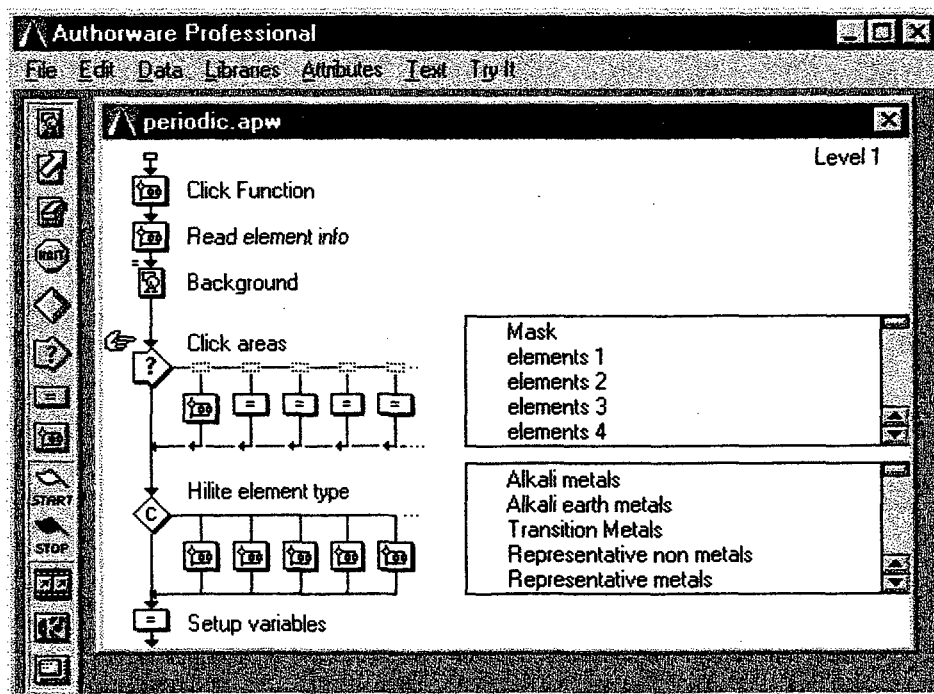 Authorware Professional
File Edit Data Libraries Attributes Text Try It
periodic.apw
Level 1
Click Function
Read element info
=
Background
Click areas
?
= = = =
Mask
elements 1
elements 2
elements 3
elements 4
Hilite element type
C
Alkali metals
Alkali earth metals
Transition Metals
Representative non metals
Representative metals
=
Setup variables
WAIT
?
=
START
STOP